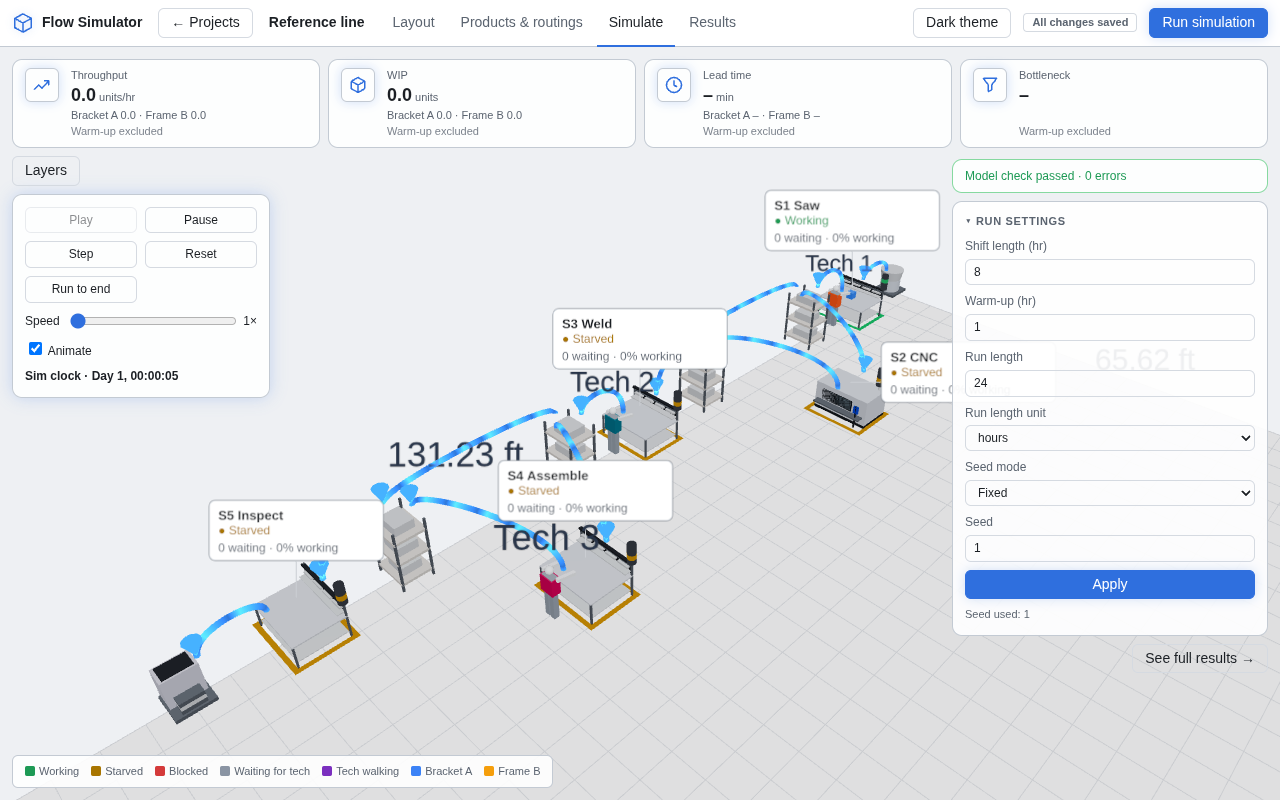 Flow Simulator
← Projects
Reference line
Layout
Products & routings
Simulate
Results
Dark theme
All changes saved
Run simulation
Throughput
0.0 units/hr
Bracket A 0.0 · Frame B 0.0
Warm-up excluded
WIP
0.0 units
Bracket A 0.0 · Frame B 0.0
Warm-up excluded
Lead time
– min
Bracket A – · Frame B –
Warm-up excluded
Bottleneck
–
Warm-up excluded
Layers
Play
Pause
Step
Reset
Run to end
Speed
1×
Animate
Sim clock · Day 1, 00:00:05
Model check passed · 0 errors
▾ RUN SETTINGS
Shift length (hr)
8
Warm-up (hr)
1
Run length
24
Run length unit
hours
Seed mode
Fixed
Seed
1
Apply
Seed used: 1
See full results →
S1 Saw
● Working
0 waiting · 0% working
Tech 1
S2 CNC
● Starved
0 waiting · 0
65.62 ft
S3 Weld
● Starved
0 waiting · 0% working
Tech 2
131.23 ft
S4 Assemble
● Starved
0 waiting · 0% working
Tech 3
S5 Inspect
● Starved
0 waiting · 0% working
Working
Starved
Blocked
Waiting for tech
Tech walking
Bracket A
Frame B